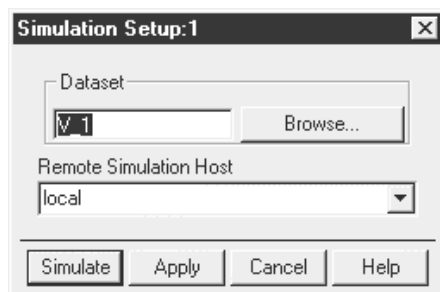 Simulation Setup:1
Dataset
V_1
Browse...
Remote Simulation Host
local
Simulate
Apply
Cancel
Help